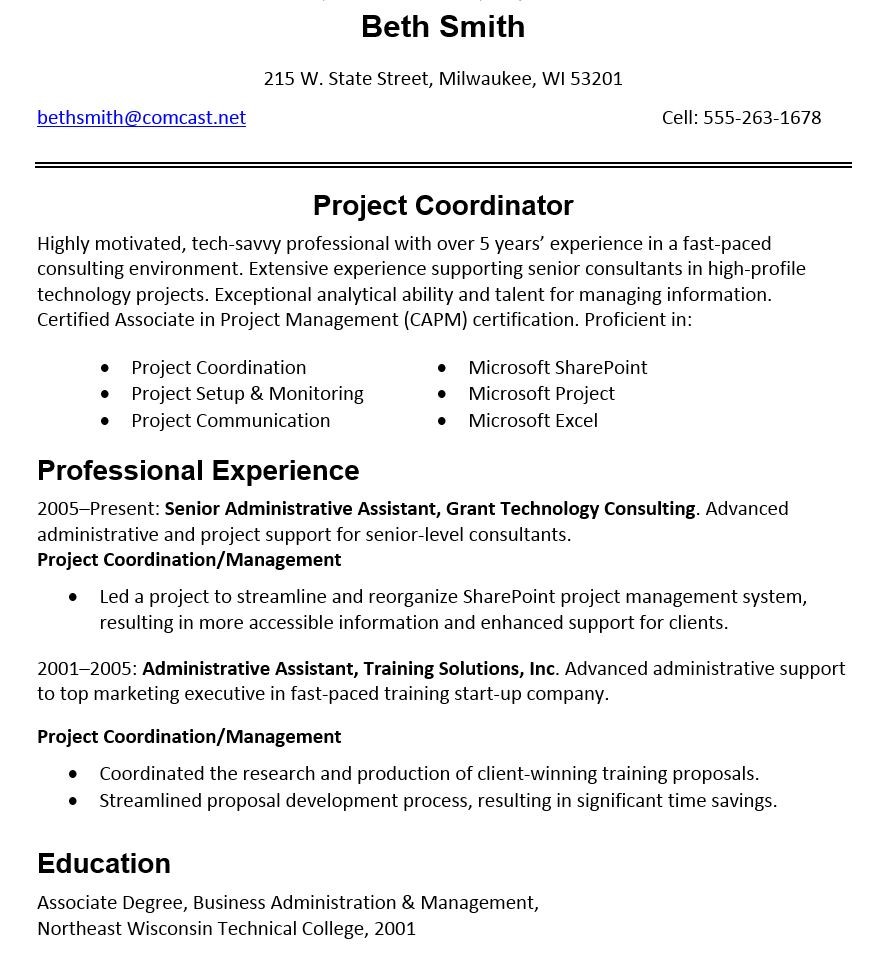 Beth Smith
215 W. State Street, Milwaukee, WI 53201
bethsmith@comcast.net Cell: 555-263-1678
Project Coordinator
Highly motivated, tech-savvy professional with over 5 years’ experience in a fast-paced
consulting environment. Extensive experience supporting senior consultants in high-profile
technology projects. Exceptional analytical ability and talent for managing information.
Certified Associate in Project Management (CAPM) certification. Proficient in:
• Project Coordination • Microsoft SharePoint
• Project Setup & Monitoring • Microsoft Project
• Project Communication • Microsoft Excel
Professional Experience
2005–Present: Senior Administrative Assistant, Grant Technology Consulting. Advanced
administrative and project support for senior-level consultants.
Project Coordination/Management
• Led a project to streamline and reorganize SharePoint project management system,
resulting in more accessible information and enhanced support for clients.
2001–2005: Administrative Assistant, Training Solutions, Inc. Advanced administrative support
to top marketing executive in fast-paced training start-up company.
Project Coordination/Management
• Coordinated the research and production of client-winning training proposals.
• Streamlined proposal development process, resulting in significant time savings.
Education
Associate Degree, Business Administration & Management,
Northeast Wisconsin Technical College, 2001